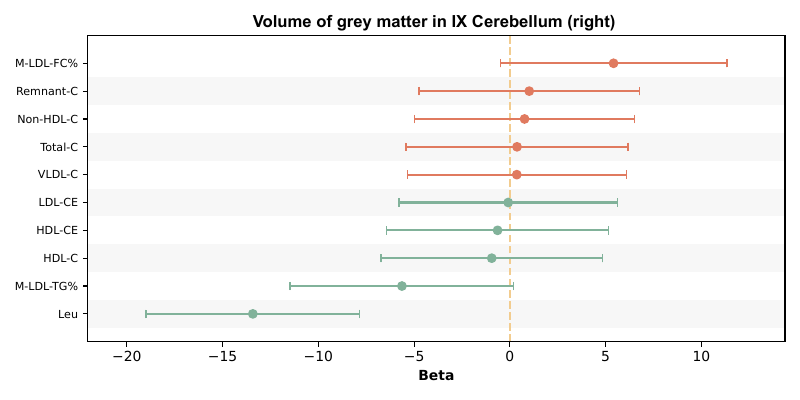 Volume of grey matter in IX Cerebellum (right)
M-LDL-FC%
Remnant-C
Non-HDL-C
Total-C
VLDL-C
LDL-CE
HDL-CE
HDL-C
M-LDL-TG%
Leu
−20 −15 −10 −5 0 5 10
Beta